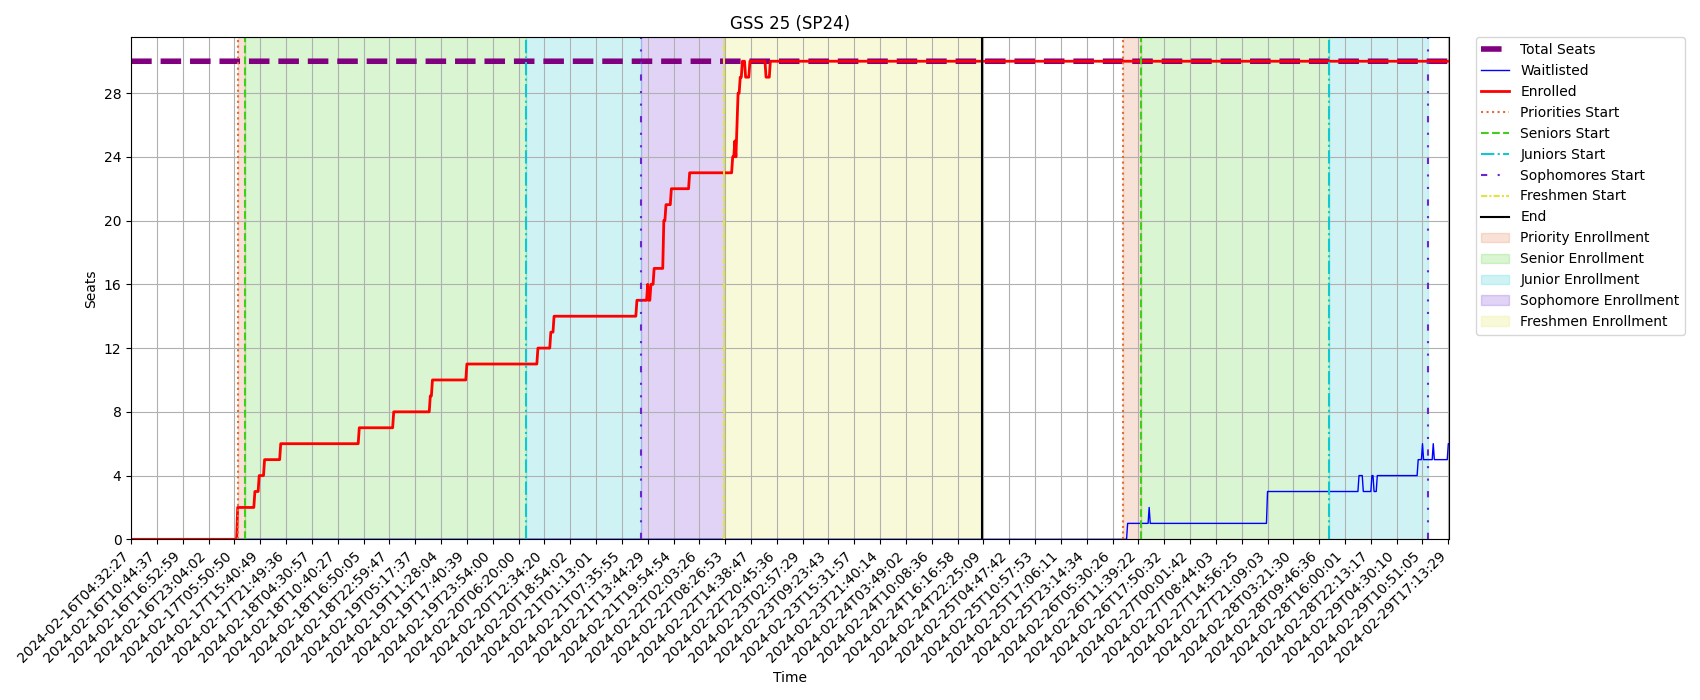 GSS 25 (SP24)
Total Seats
Waitlisted
Enrolled
Priorities Start
Seniors Start
Juniors Start
Sophomores Start
Freshmen Start
End
Priority Enrollment
Senior Enrollment
Junior Enrollment
Sophomore Enrollment
Freshmen Enrollment
Seats
28
24
20
16
12
8
4
0
2024-02-16T04:32:27
2024-02-16T10:44:37
2024-02-16T16:52:59
2024-02-16T23:04:02
2024-02-17T05:50:50
2024-02-17T15:40:49
2024-02-17T21:49:36
2024-02-18T04:30:57
2024-02-18T10:40:27
2024-02-18T16:50:05
2024-02-18T22:59:47
2024-02-19T05:17:37
2024-02-19T11:28:04
2024-02-19T17:40:39
2024-02-19T23:54:00
2024-02-20T06:20:00
2024-02-20T12:34:20
2024-02-20T18:54:02
2024-02-21T01:13:01
2024-02-21T07:35:55
2024-02-21T13:44:29
2024-02-21T19:54:54
2024-02-22T02:03:26
2024-02-22T08:26:53
2024-02-22T14:38:47
2024-02-22T20:45:36
2024-02-23T02:57:29
2024-02-23T09:23:43
2024-02-23T15:31:57
2024-02-23T21:40:14
2024-02-24T03:49:02
2024-02-24T10:08:36
2024-02-24T16:16:58
2024-02-24T22:25:09
2024-02-25T04:47:42
2024-02-25T10:57:53
2024-02-25T17:06:11
2024-02-25T23:14:34
2024-02-26T05:30:26
2024-02-26T11:39:22
2024-02-26T17:50:32
2024-02-27T00:01:42
2024-02-27T08:44:03
2024-02-27T14:56:25
2024-02-27T21:09:03
2024-02-28T03:21:30
2024-02-28T09:46:36
2024-02-28T16:00:01
2024-02-28T22:13:17
2024-02-29T04:30:10
2024-02-29T10:51:05
2024-02-29T17:13:29
Time